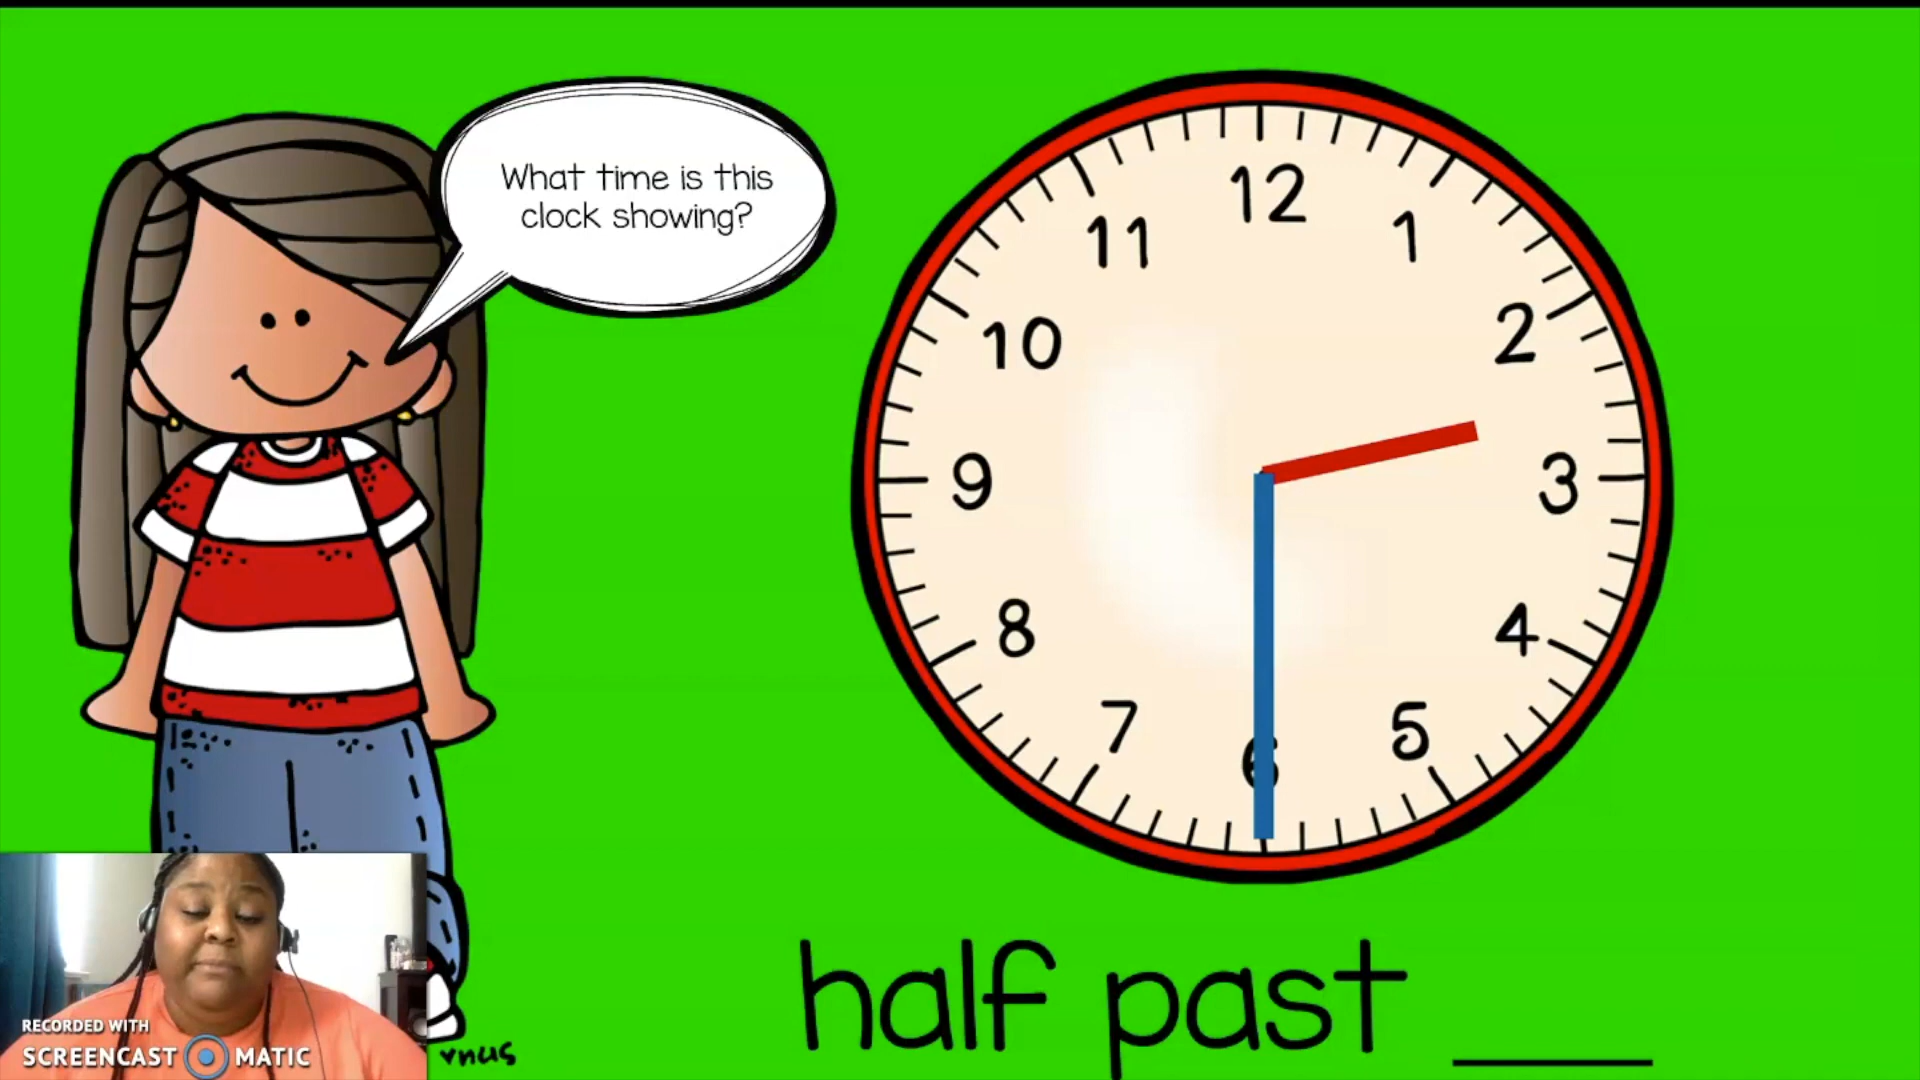 What time is this
clock showing?
12
11
1
10
2
9
3
8
4
7
5
6
half past ____
RECORDED WITH
SCREENCAST MATIC